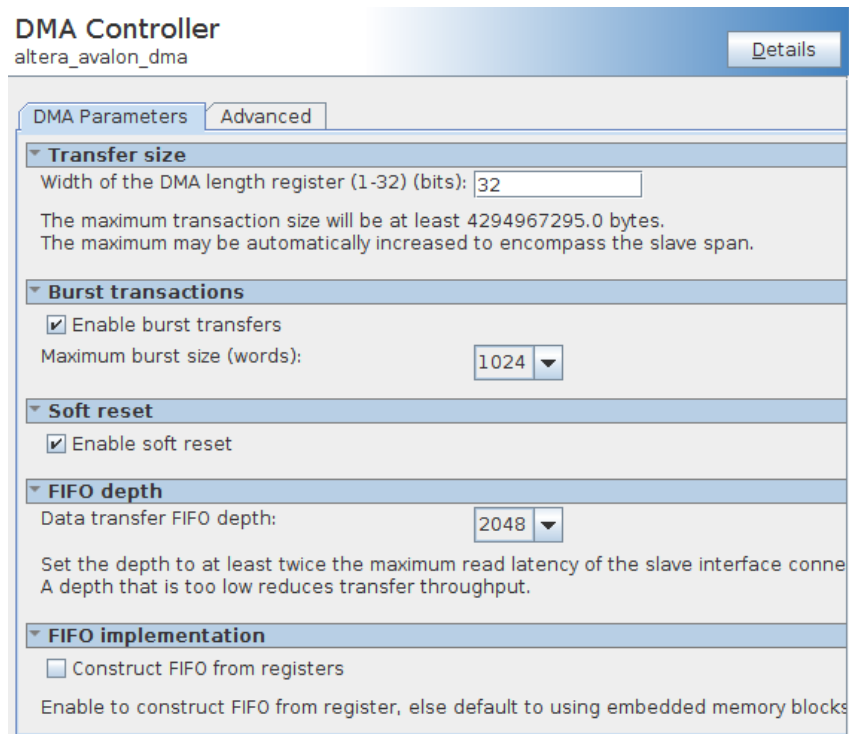 DMA Controller
altera_avalon_dma
Details
DMA Parameters
Advanced
Transfer size
Width of the DMA length register (1-32) (bits): 32
The maximum transaction size will be at least 4294967295.0 bytes.
The maximum may be automatically increased to encompass the slave span.
Burst transactions
Enable burst transfers
Maximum burst size (words): 1024
Soft reset
Enable soft reset
FIFO depth
Data transfer FIFO depth: 2048
Set the depth to at least twice the maximum read latency of the slave interface conne
A depth that is too low reduces transfer throughput.
FIFO implementation
Construct FIFO from registers
Enable to construct FIFO from register, else default to using embedded memory blocks